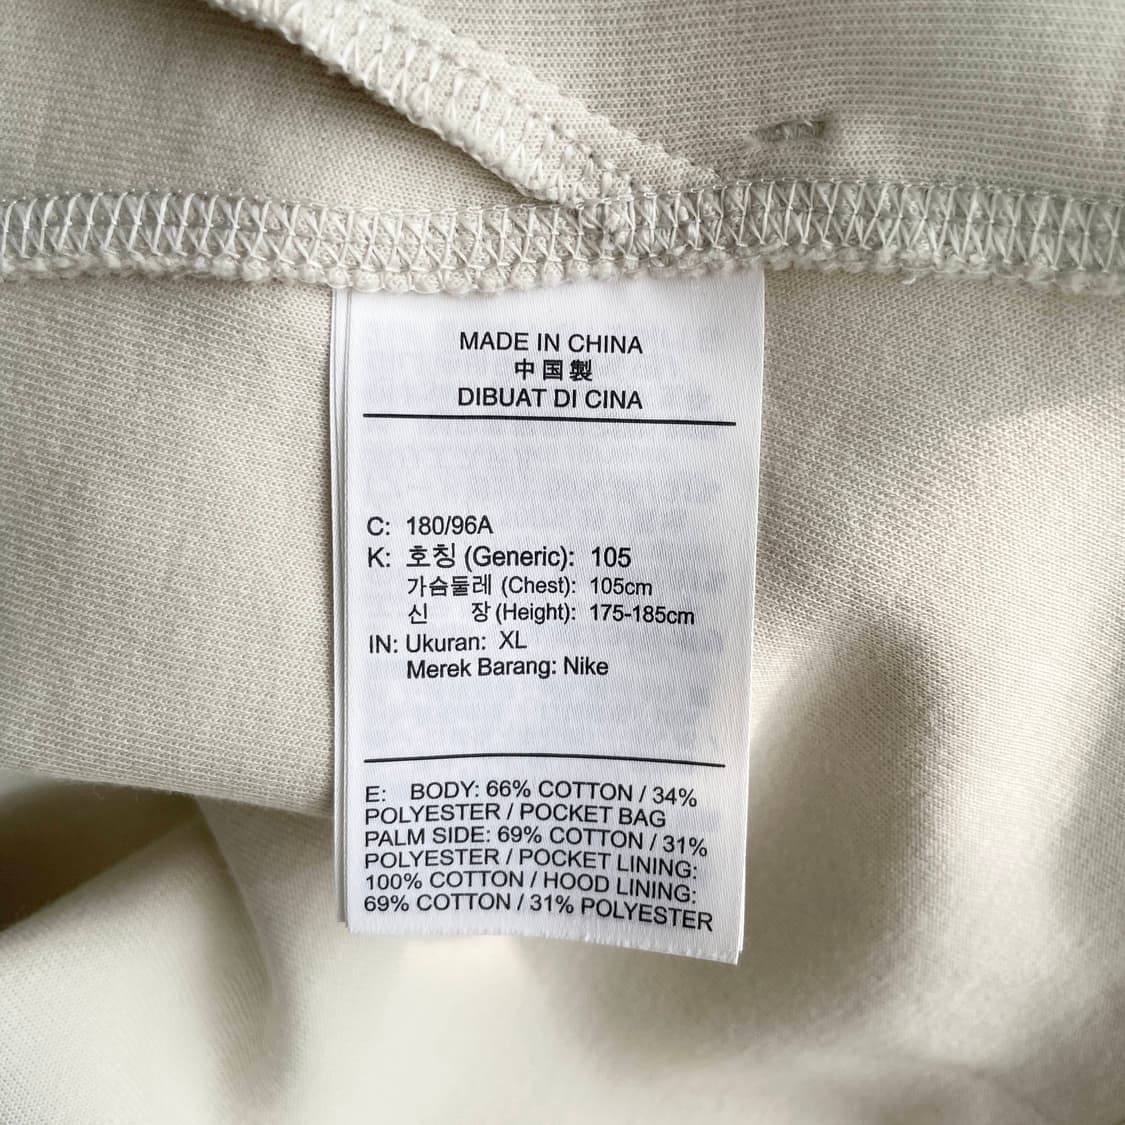 MADE IN CHINA
中国製
DIBUAT DI CINA
C: 180/96A
K: 호칭 (Generic): 105
가슴둘레 (Chest): 105cm
신 장 (Height): 175-185cm
IN: Ukuran: XL
Merek Barang: Nike
E: BODY: 66% COTTON / 34%
POLYESTER / POCKET BAG
PALM SIDE: 69% COTTON / 31%
POLYESTER / POCKET LINING:
100% COTTON / HOOD LINING:
69% COTTON / 31% POLYESTER